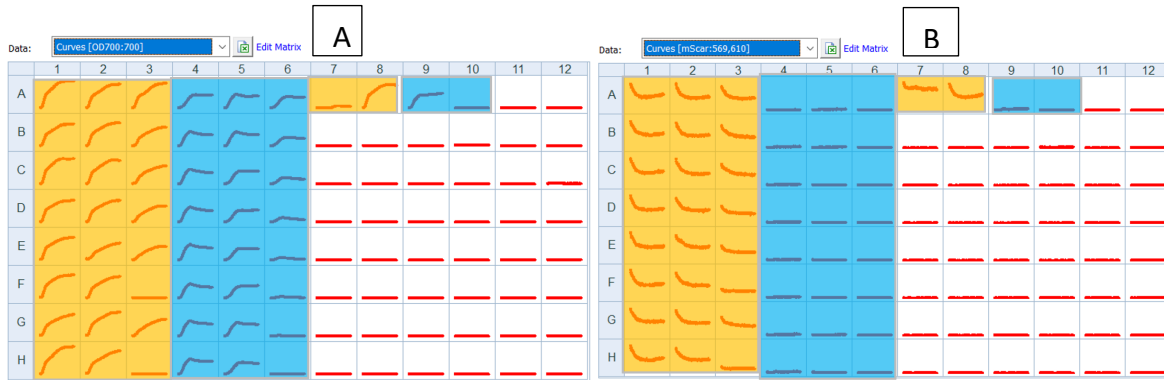 A
Data: Curves [OD700:700] Edit Matrix
1 2 3 4 5 6 7 8 9 10 11 12
A
B
C
D
E
F
G
H
B
Data: Curves [mScar:569,610] Edit Matrix
1 2 3 4 5 6 7 8 9 10 11 12
A
B
C
D
E
F
G
H